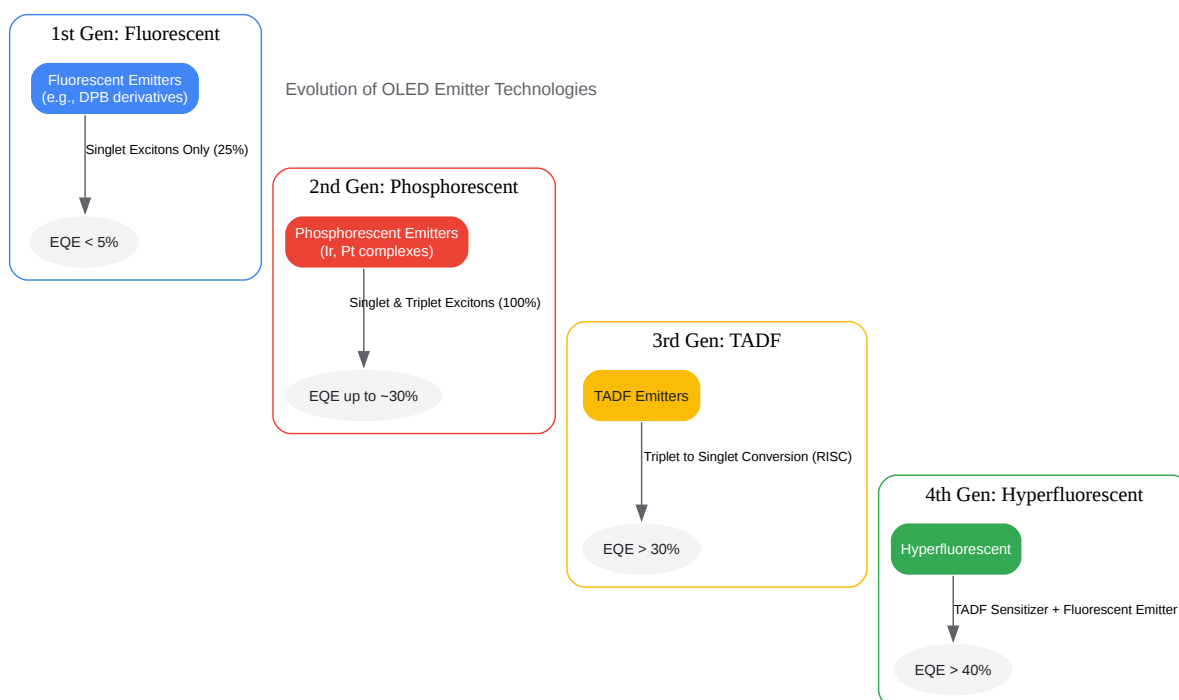 1st Gen: Fluorescent
Fluorescent Emitters
(e.g., DPB derivatives)
Singlet Excitons Only (25%)
EQE < 5%
Evolution of OLED Emitter Technologies
2nd Gen: Phosphorescent
Phosphorescent Emitters
(Ir, Pt complexes)
Singlet & Triplet Excitons (100%)
EQE up to ~30%
3rd Gen: TADF
TADF Emitters
Triplet to Singlet Conversion (RISC)
EQE > 30%
4th Gen: Hyperfluorescent
Hyperfluorescent
TADF Sensitizer + Fluorescent Emitter
EQE > 40%